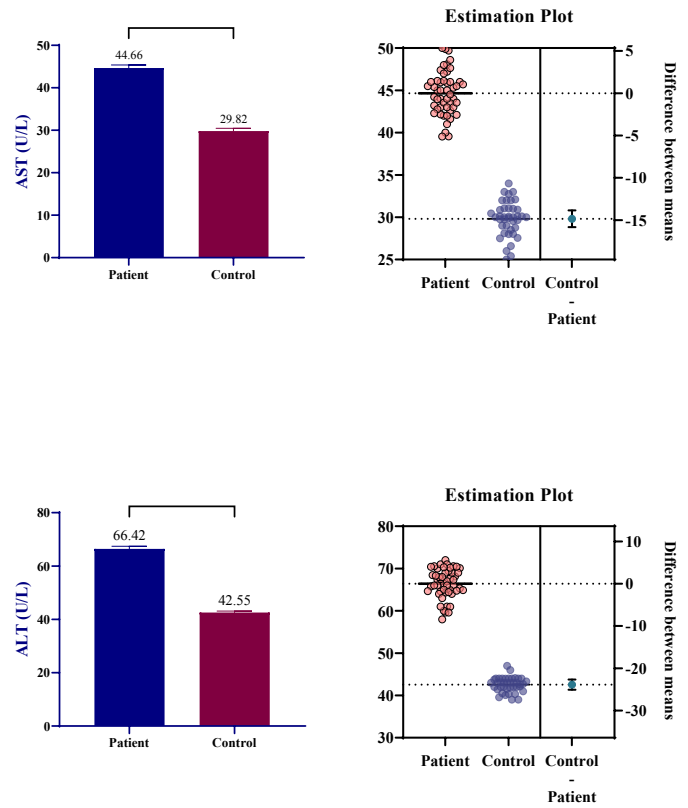 AST (U/L)
50
40
30
20
10
0
44.66
29.82
Patient
Control
Estimation Plot
50
45
40
35
30
25
5
0
-5
-10
-15
Difference between means
Patient
Control
Control
-
Patient
ALT (U/L)
80
60
40
20
0
66.42
42.55
Patient
Control
Estimation Plot
80
70
60
50
40
30
10
0
-10
-20
-30
Difference between means
Patient
Control
Control
-
Patient